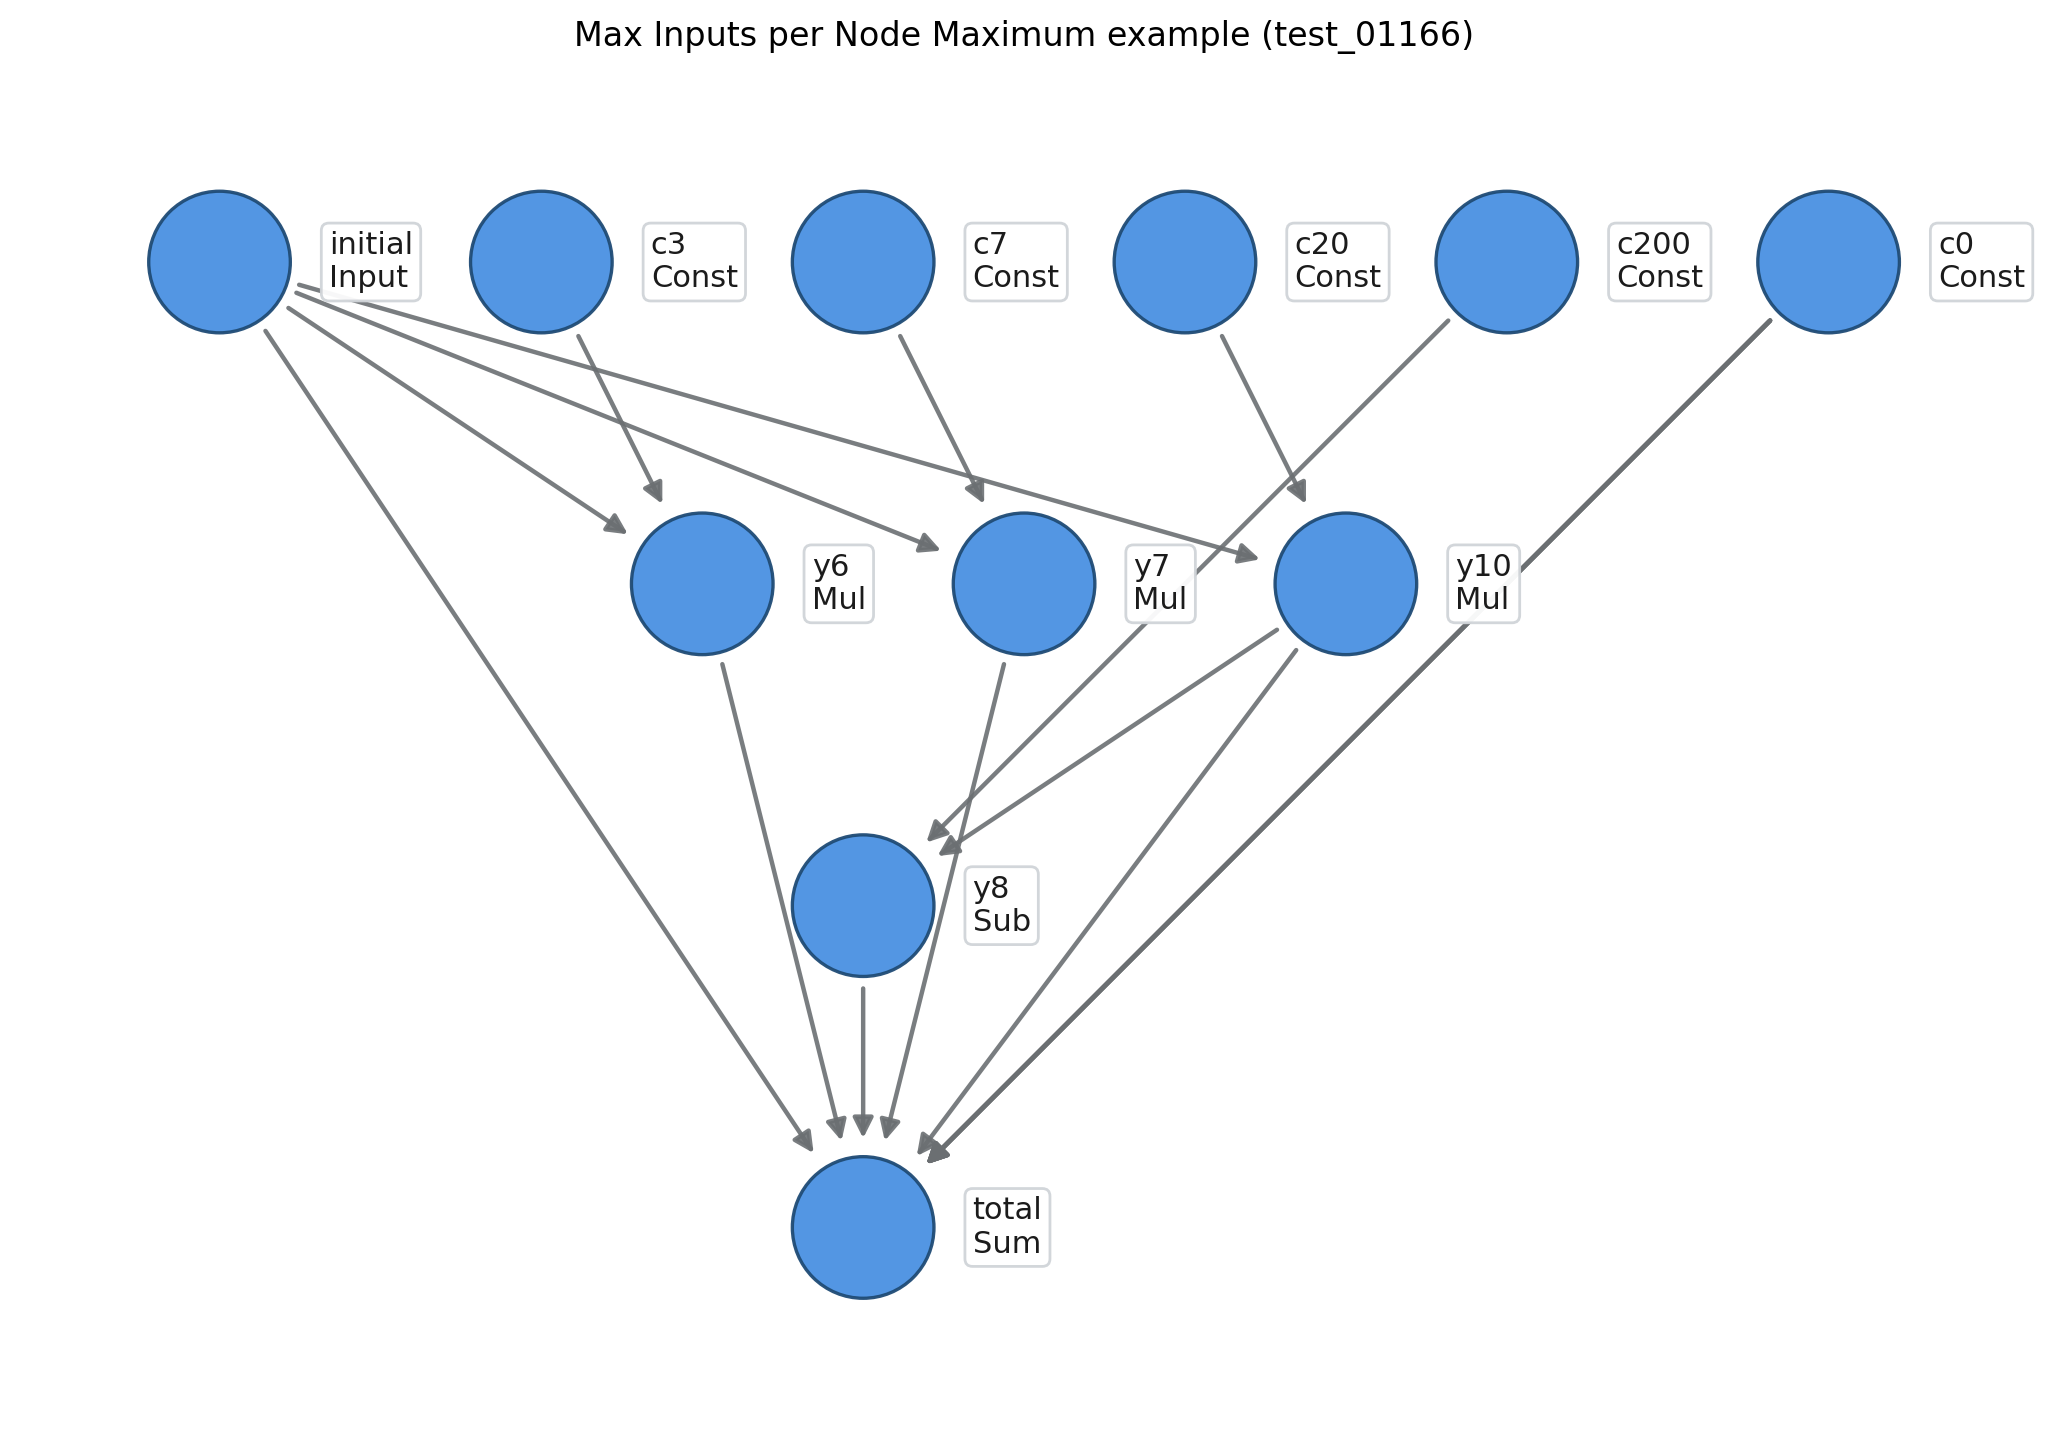 Max Inputs per Node Maximum example (test_01166)
initial
Input
c3
Const
c7
Const
c20
Const
c200
Const
c0
Const
y6
Mul
y7
Mul
y10
Mul
y8
Sub
total
Sum